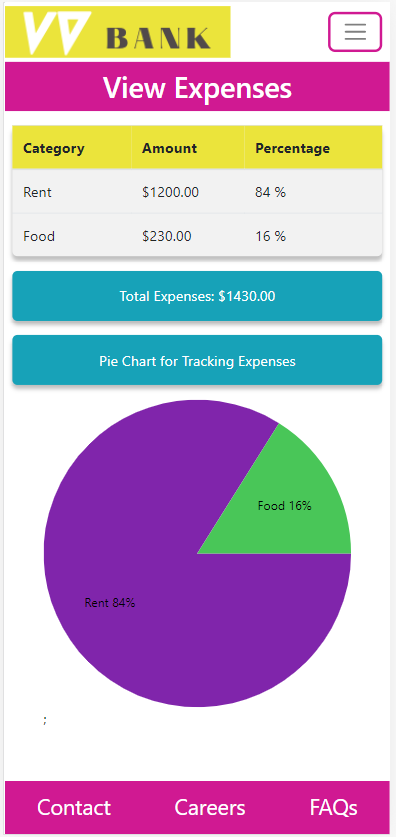 VP BANK
View Expenses
Category Amount Percentage
Rent $1200.00 84 %
Food $230.00 16 %
Total Expenses: $1430.00
Pie Chart for Tracking Expenses
Food 16%
Rent 84%
;
Contact Careers FAQs